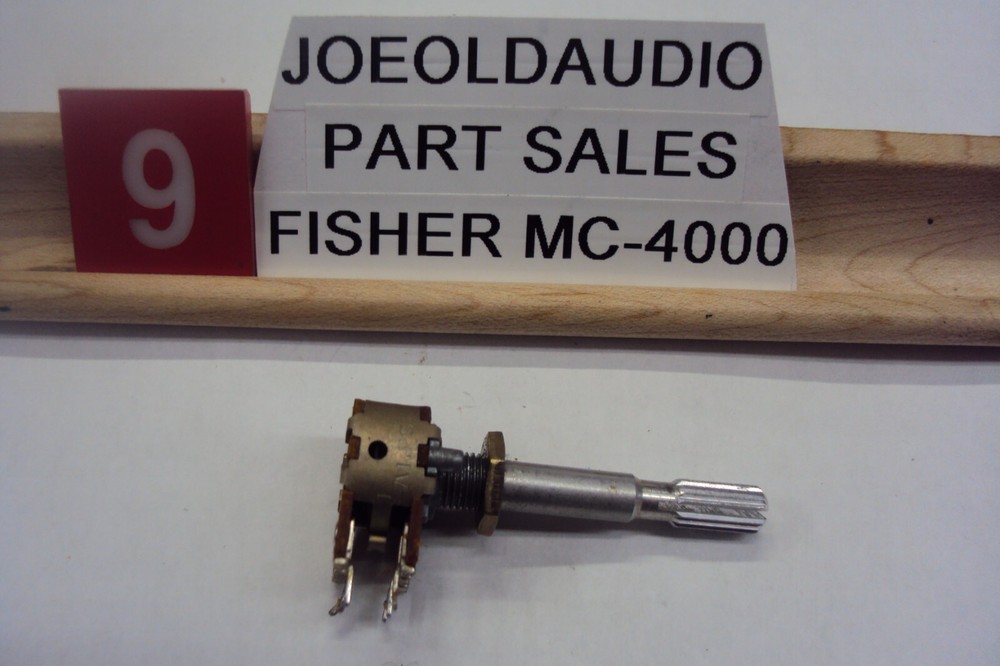 JOEOLDAUDIO
9
PART SALES
FISHER MC-4000